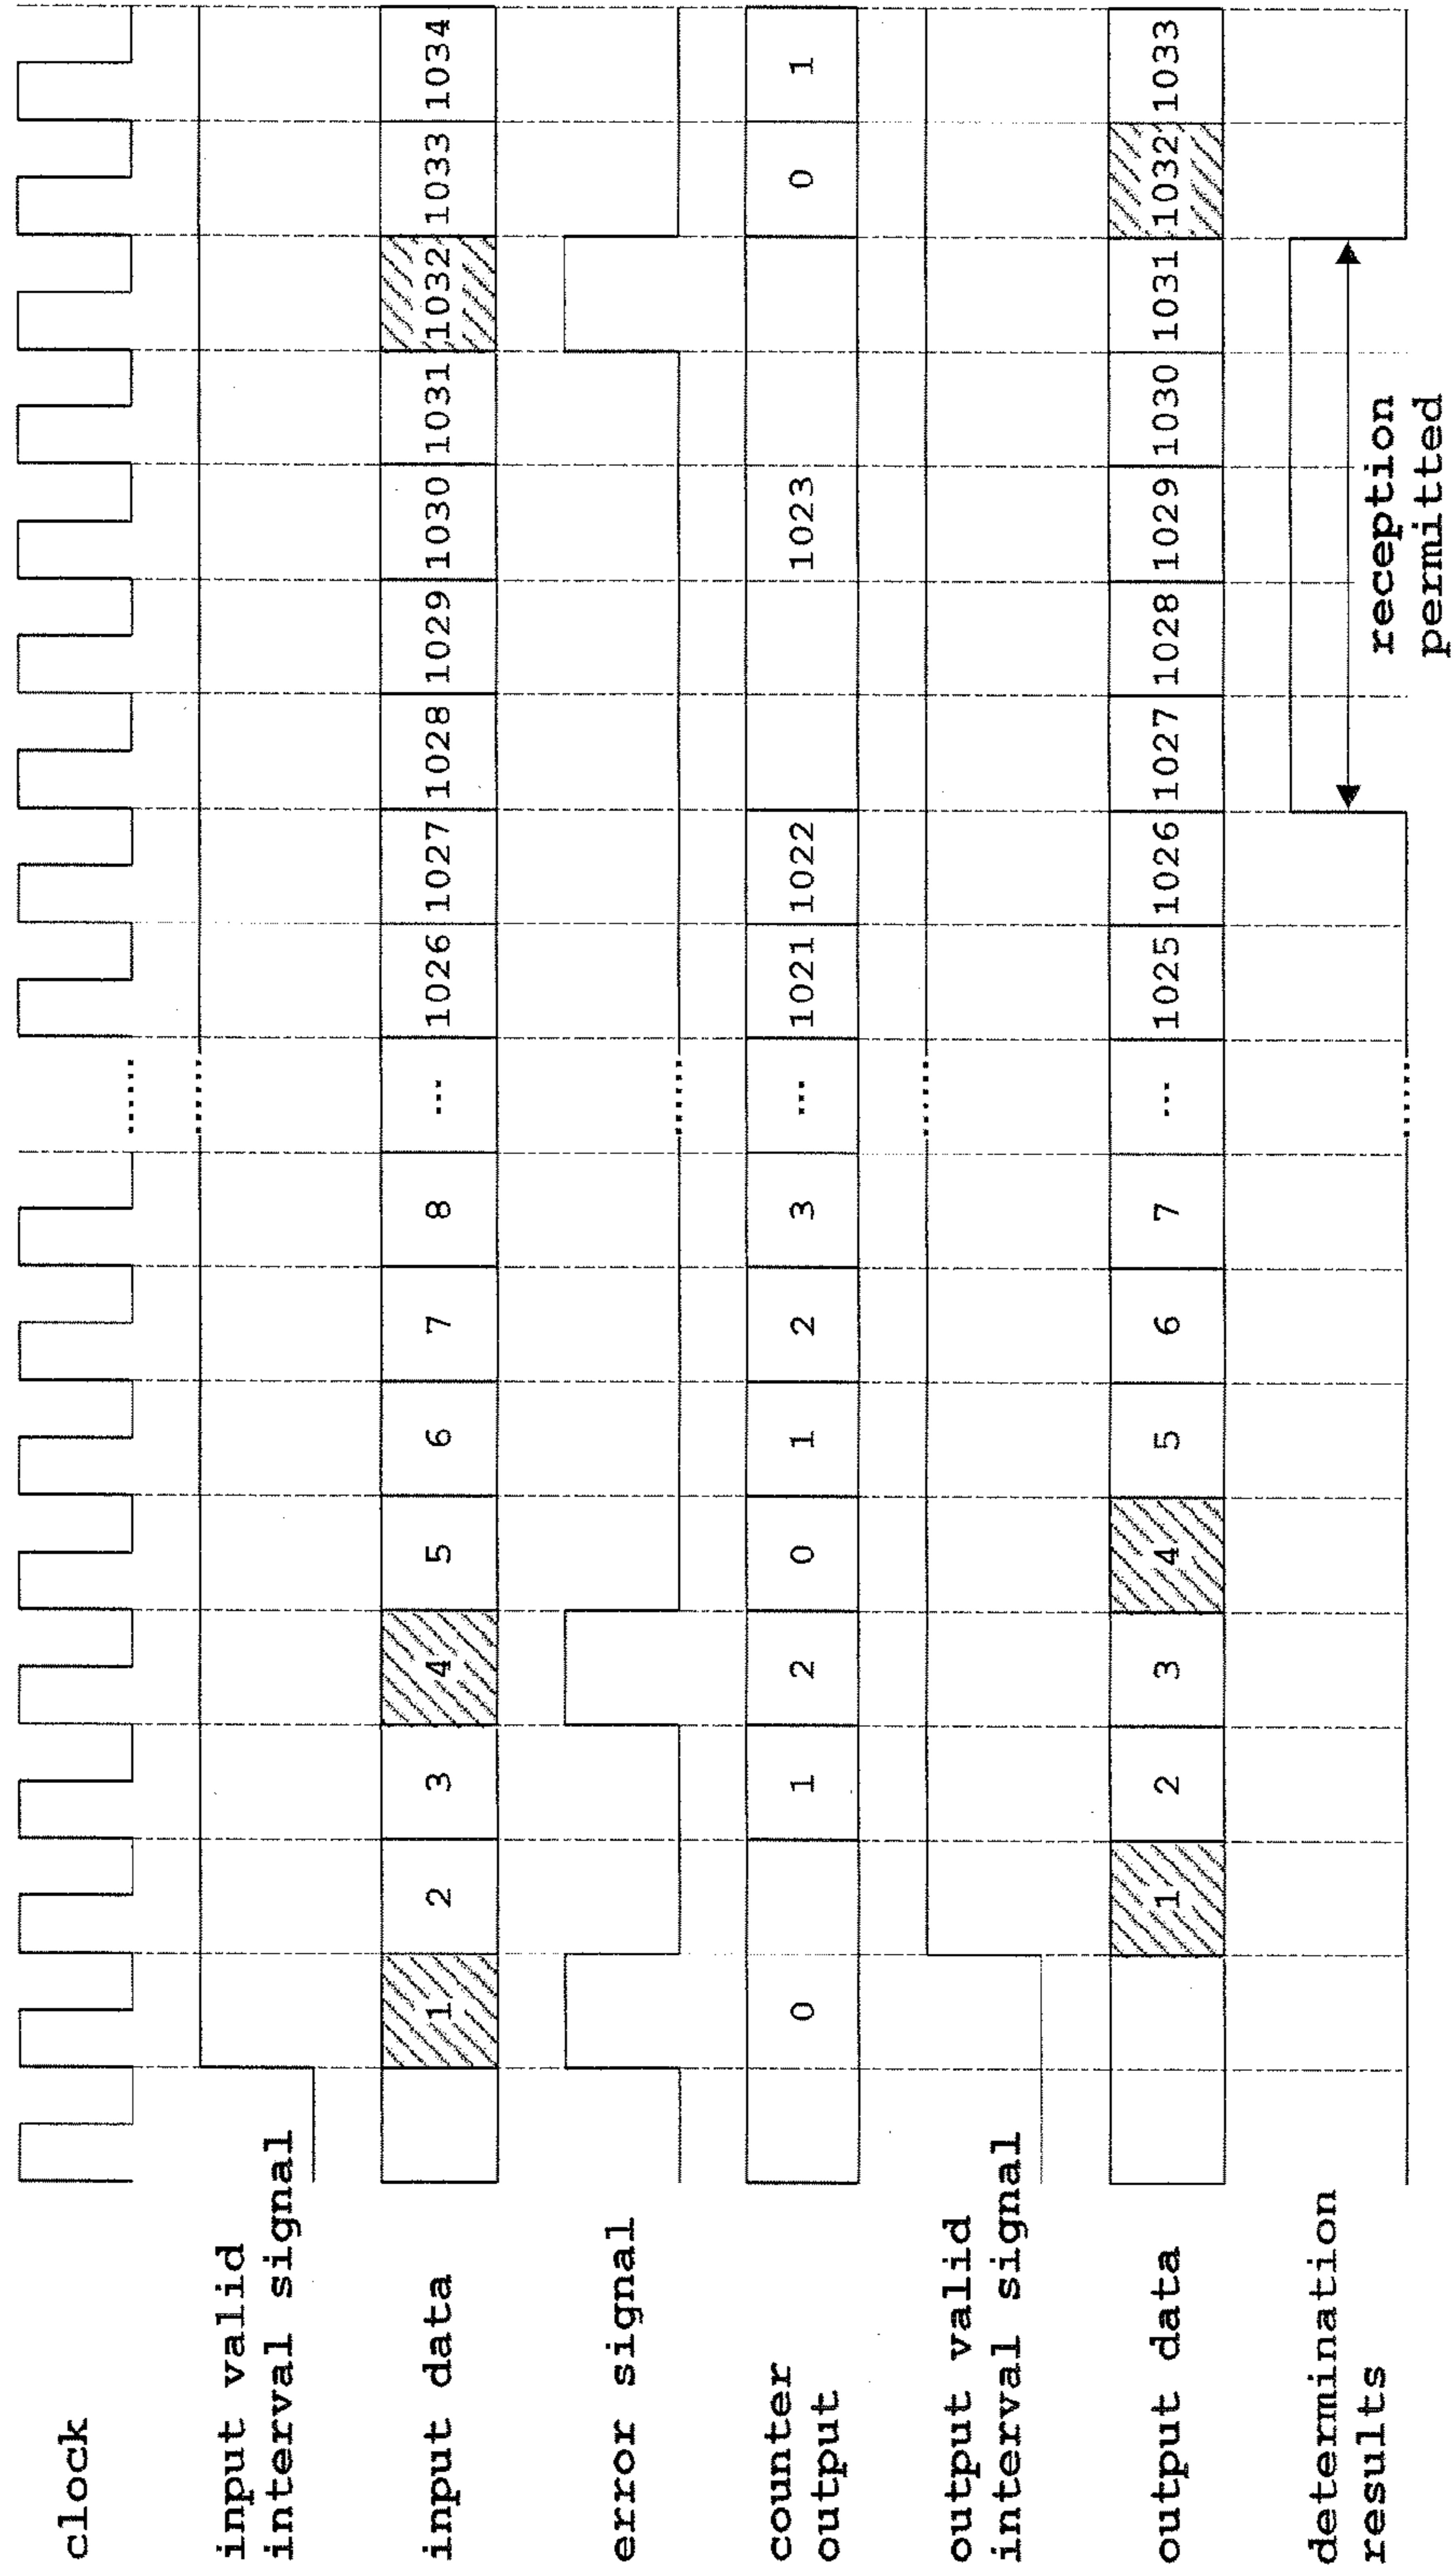 clock
input valid
interval signal
input data
1 2 3 4 5 6 7 8 ... 1026 1027 1028 1029 1030 1031 1032 1033 1034
error signal
counter
output
0 1 2 0 1 2 3 ... 1021 1022 1023 0 1
output valid
interval signal
output data
1 2 3 4 5 6 7 ... 1025 1026 1027 1028 1029 1030 1031 1032 1033
determination
results
reception
permitted